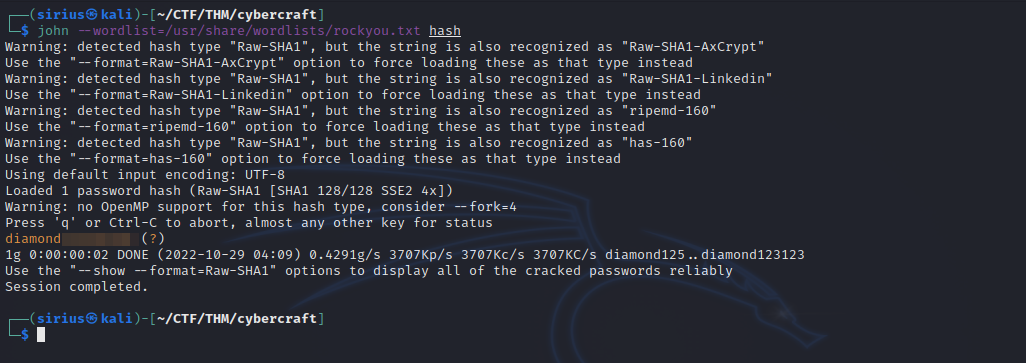 ┌──(sirius㉿kali)-[~/CTF/THM/cybercraft]
└─$ john --wordlist=/usr/share/wordlists/rockyou.txt hash
Warning: detected hash type "Raw-SHA1", but the string is also recognized as "Raw-SHA1-AxCrypt"
Use the "--format=Raw-SHA1-AxCrypt" option to force loading these as that type instead
Warning: detected hash type "Raw-SHA1", but the string is also recognized as "Raw-SHA1-Linkedin"
Use the "--format=Raw-SHA1-Linkedin" option to force loading these as that type instead
Warning: detected hash type "Raw-SHA1", but the string is also recognized as "ripemd-160"
Use the "--format=ripemd-160" option to force loading these as that type instead
Warning: detected hash type "Raw-SHA1", but the string is also recognized as "has-160"
Use the "--format=has-160" option to force loading these as that type instead
Using default input encoding: UTF-8
Loaded 1 password hash (Raw-SHA1 [SHA1 128/128 SSE2 4x])
Warning: no OpenMP support for this hash type, consider --fork=4
Press 'q' or Ctrl-C to abort, almost any other key for status
diamond (?)
1g 0:00:00:02 DONE (2022-10-29 04:09) 0.4291g/s 3707Kp/s 3707Kc/s 3707KC/s diamond125..diamond123123
Use the "--show --format=Raw-SHA1" options to display all of the cracked passwords reliably
Session completed.
┌──(sirius㉿kali)-[~/CTF/THM/cybercraft]
└─$